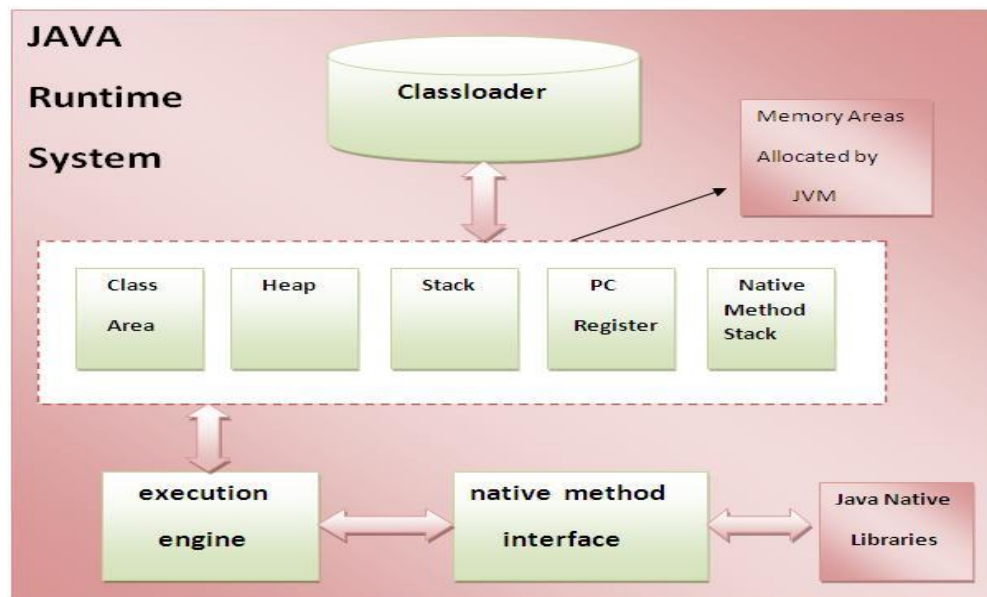 JAVA
Runtime
System
Classloader
Memory Areas
Allocated by
JVM
Class
Area
Heap
Stack
PC
Register
Native
Method
Stack
execution
engine
native method
interface
Java Native
Libraries